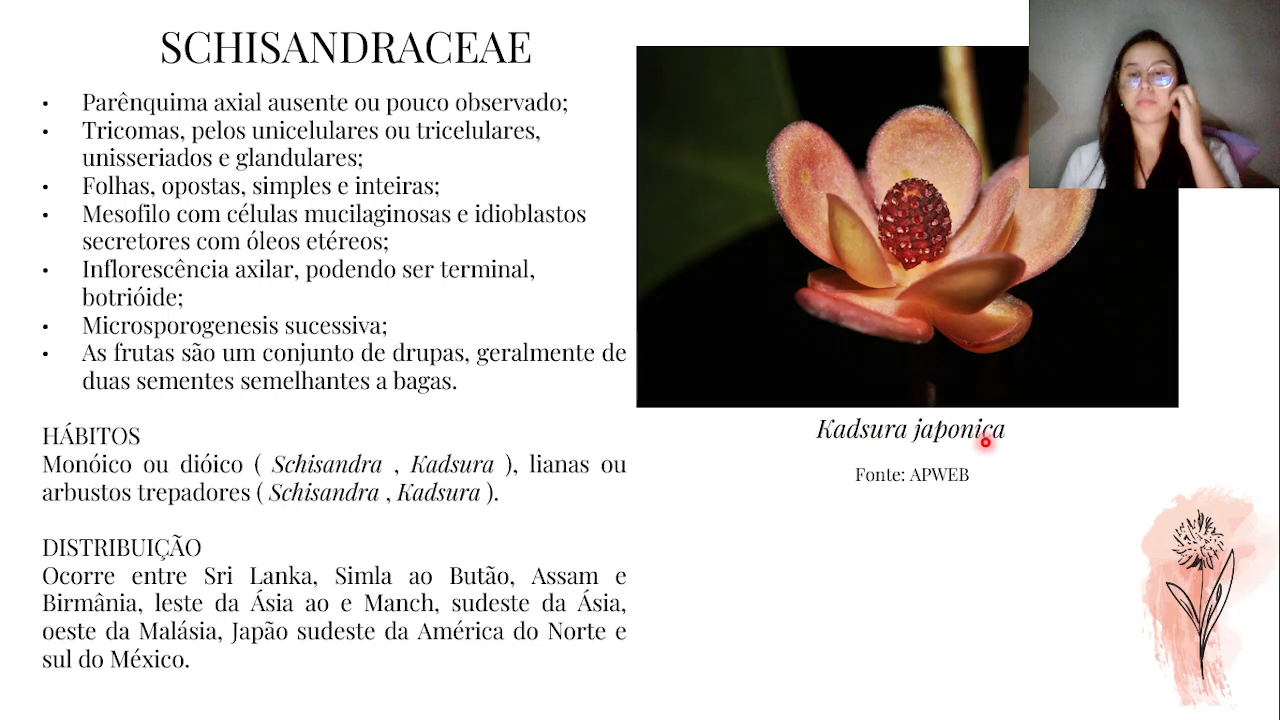 SCHISANDRACEAE
• Parênquima axial ausente ou pouco observado;
• Tricomas, pelos unicelulares ou tricelulares,
unisseriados e glandulares;
• Folhas, opostas, simples e inteiras;
• Mesofilo com células mucilaginosas e idioblastos
secretores com óleos etéreos;
• Inflorescência axilar, podendo ser terminal,
botrióide;
• Microsporogenesis sucessiva;
• As frutas são um conjunto de drupas, geralmente de
duas sementes semelhantes a bagas.
HÁBITOS
Monóico ou dióico ( Schisandra , Kadsura ), lianas ou
arbustos trepadores ( Schisandra , Kadsura ).
DISTRIBUIÇÃO
Ocorre entre Sri Lanka, Simla ao Butão, Assam e
Birmânia, leste da Ásia ao e Manch, sudeste da Ásia,
oeste da Malásia, Japão sudeste da América do Norte e
sul do México.
Kadsura japonica
Fonte: APWEB